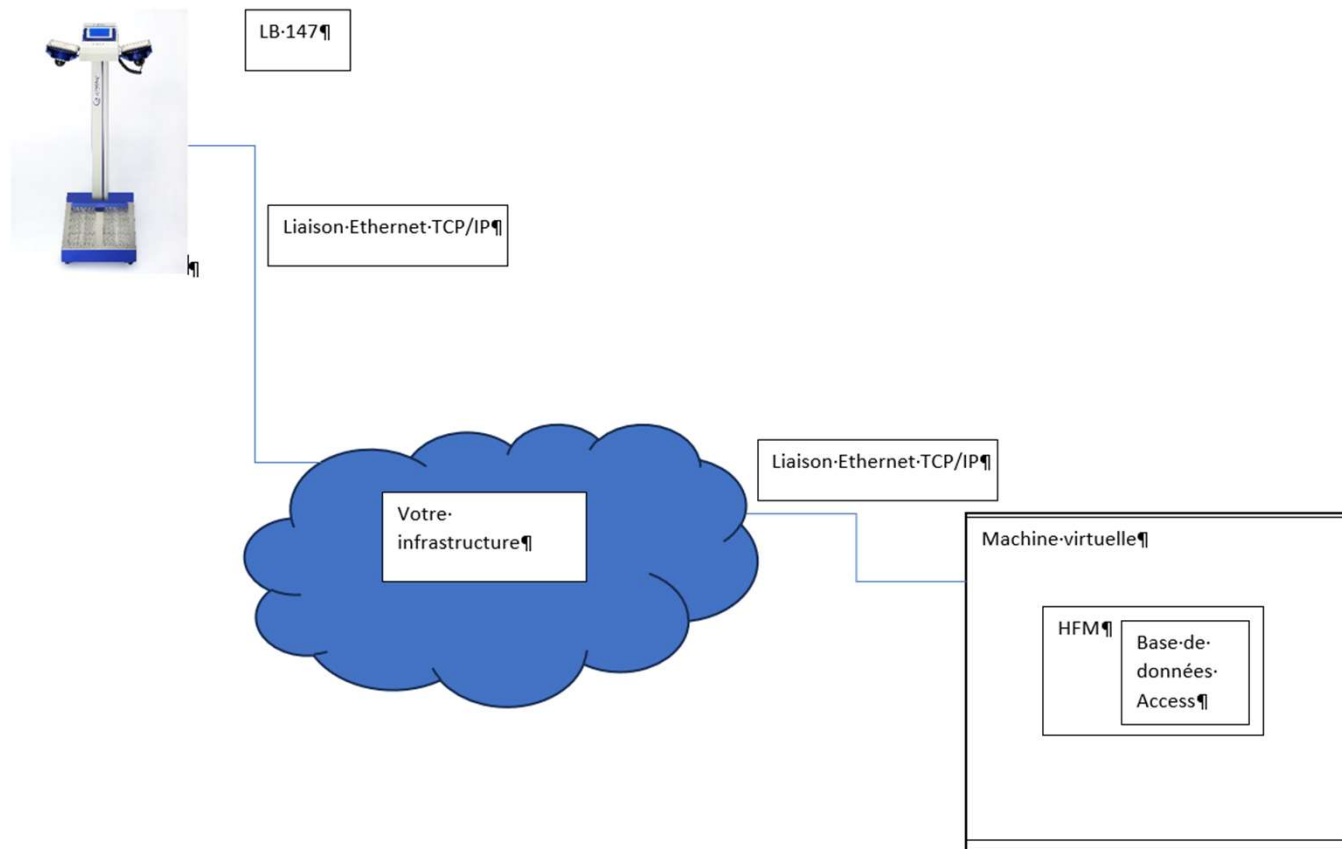 LB·147¶
Liaison·Ethernet·TCP/IP¶
¶
Liaison·Ethernet·TCP/IP¶
Votre·
infrastructure¶
Machine·virtuelle¶
HFM¶
Base·de·
données·
Access¶